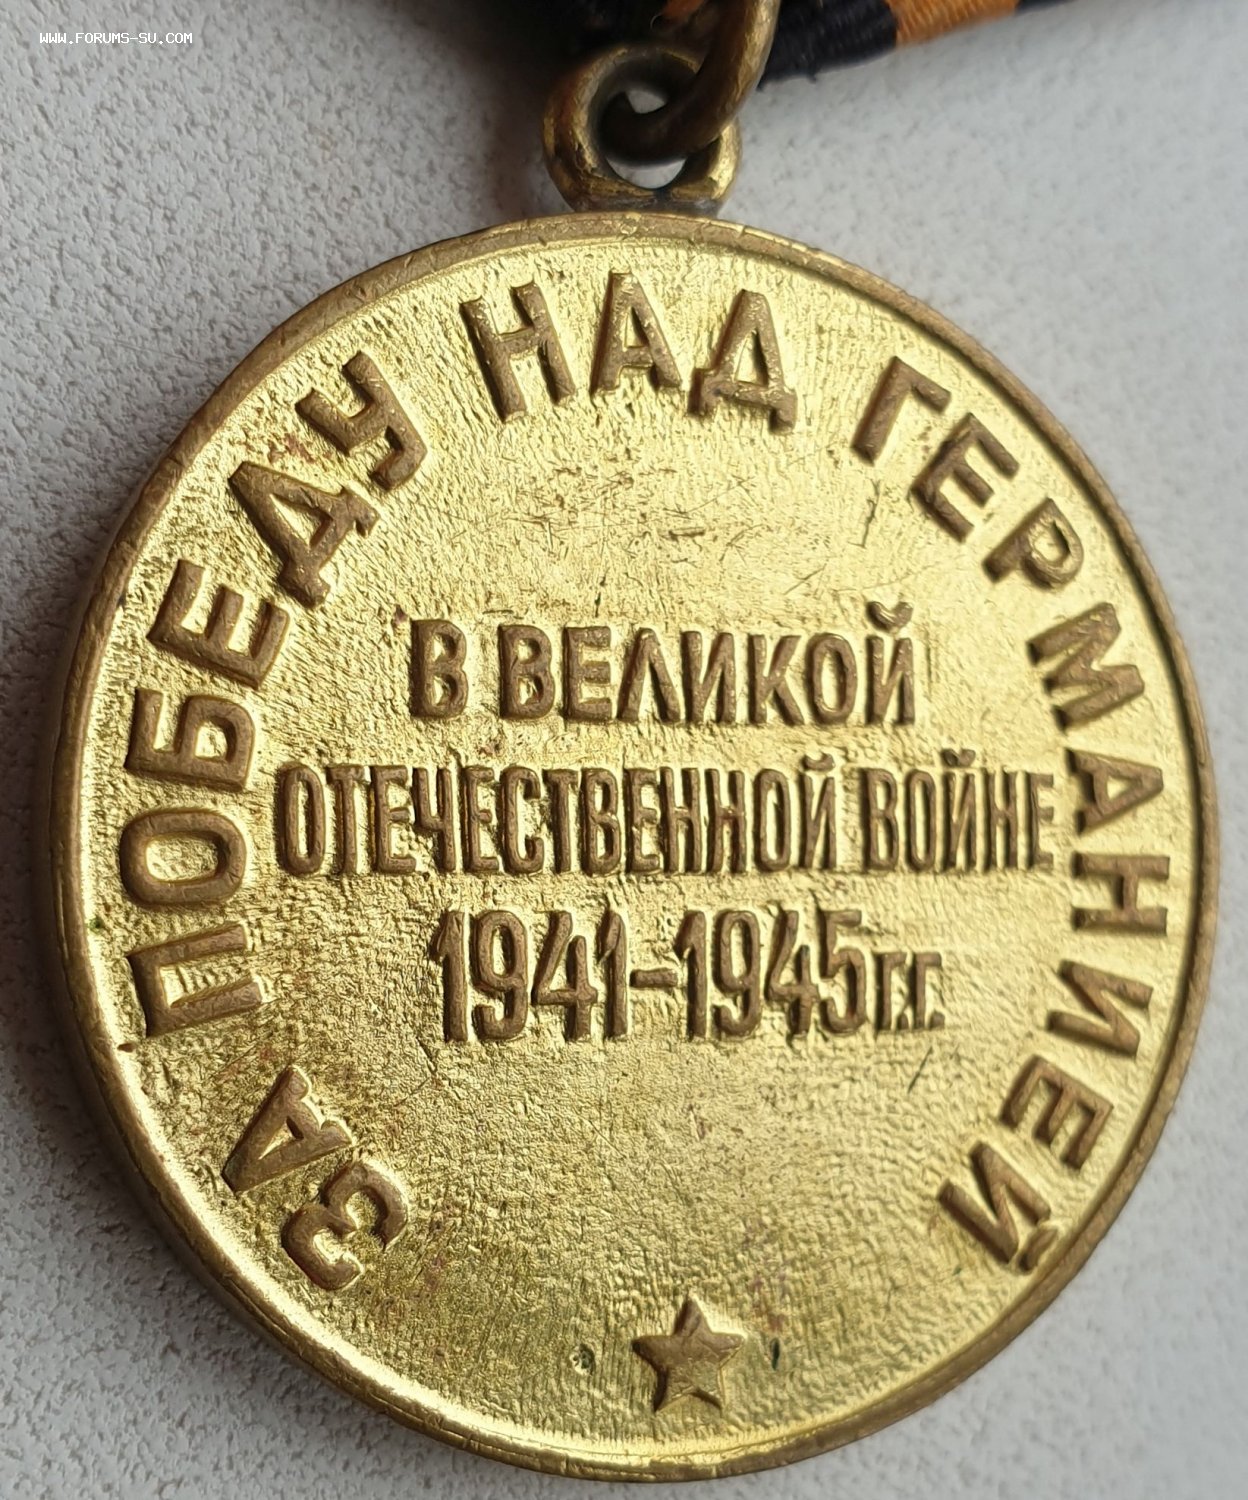 WWW.FORUMS-SU.COM
ЗА ПОБЕДУ НАД ГЕРМАНИЕЙ
В ВЕЛИКОЙ
ОТЕЧЕСТВЕННОЙ ВОЙНЕ
1941-1945г.г.